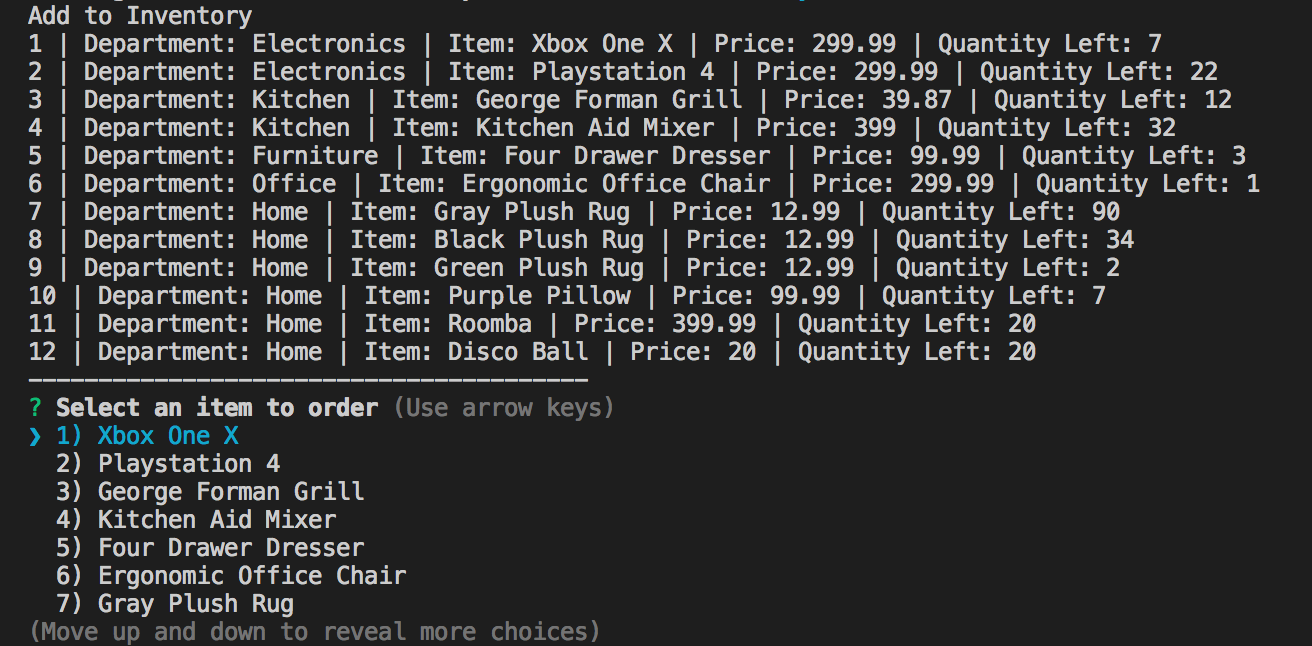 Add to Inventory
1 | Department: Electronics | Item: Xbox One X | Price: 299.99 | Quantity Left: 7
2 | Department: Electronics | Item: Playstation 4 | Price: 299.99 | Quantity Left: 22
3 | Department: Kitchen | Item: George Forman Grill | Price: 39.87 | Quantity Left: 12
4 | Department: Kitchen | Item: Kitchen Aid Mixer | Price: 399 | Quantity Left: 32
5 | Department: Furniture | Item: Four Drawer Dresser | Price: 99.99 | Quantity Left: 3
6 | Department: Office | Item: Ergonomic Office Chair | Price: 299.99 | Quantity Left: 1
7 | Department: Home | Item: Gray Plush Rug | Price: 12.99 | Quantity Left: 90
8 | Department: Home | Item: Black Plush Rug | Price: 12.99 | Quantity Left: 34
9 | Department: Home | Item: Green Plush Rug | Price: 12.99 | Quantity Left: 2
10 | Department: Home | Item: Purple Pillow | Price: 99.99 | Quantity Left: 7
11 | Department: Home | Item: Roomba | Price: 399.99 | Quantity Left: 20
12 | Department: Home | Item: Disco Ball | Price: 20 | Quantity Left: 20
----------------------------------------
? Select an item to order (Use arrow keys)
❯ 1) Xbox One X
2) Playstation 4
3) George Forman Grill
4) Kitchen Aid Mixer
5) Four Drawer Dresser
6) Ergonomic Office Chair
7) Gray Plush Rug
(Move up and down to reveal more choices)